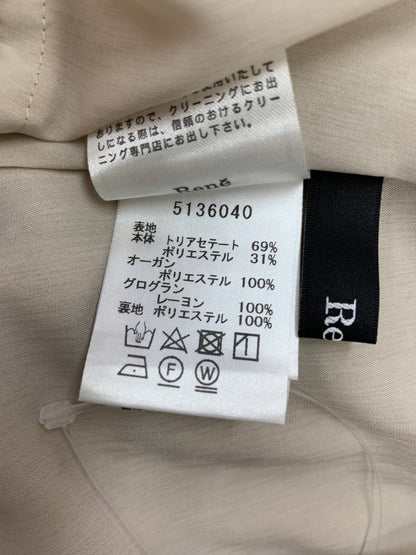 おりますので、クリーニングにお出
しになる際は、信頼のおけるクリー
ニング専門店にお出し下さい。
René
5136040
表地
本体 トリアセテート 69%
ポリエステル 31%
オーガン
ポリエステル 100%
グログラン
レーヨン 100%
裏地 ポリエステル 100%
F
W
Re